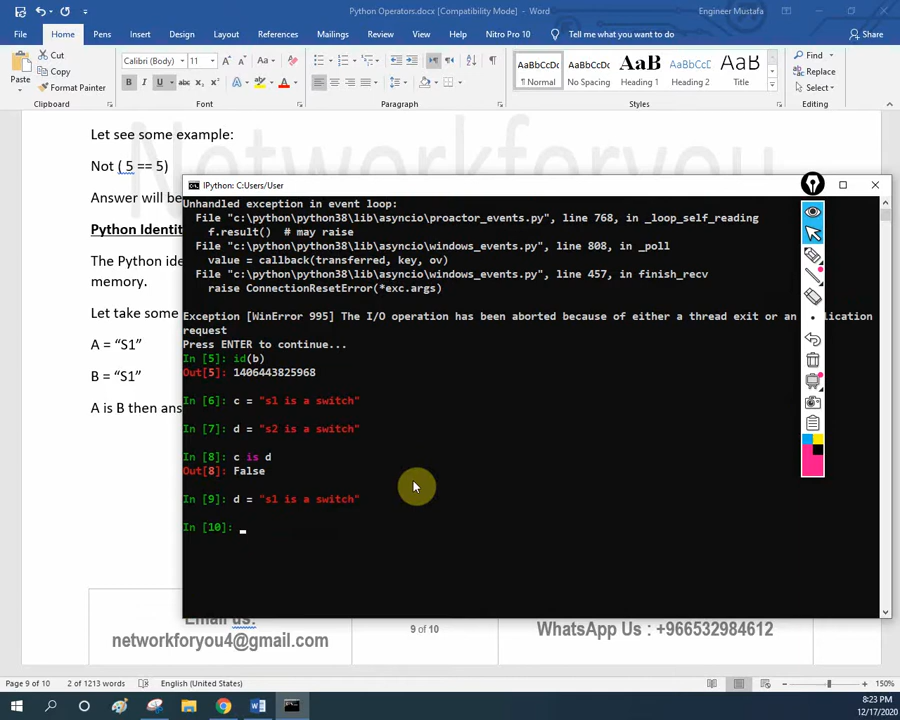 Python Operators.docx [Compatibility Mode] - Word
Engineer Mustafa
File Home Pens Insert Design Layout References Mailings Review View Help Nitro Pro 10 Tell me what you want to do Share
Cut
Copy
Format Painter
Paste
Clipboard
Calibri (Body) 11
B I U abc x₂ x²
Font
Paragraph
AaBbCcDc AaBbCcDc AaBbCc AaBbCcC AaB
¶ Normal ¶ No Spacing Heading 1 Heading 2 Title
Styles
Find
Replace
Select
Editing
Let see some example:
Not ( 5 == 5)
Answer will be
Python Identit
The Python ide
memory.
Let take some
A = “S1”
B = “S1”
A is B then ans
Networkforyou
IPython: C:Users/User
Unhandled exception in event loop:
File "c:\python\python38\lib\asyncio\proactor_events.py", line 768, in _loop_self_reading
f.result() # may raise
File "c:\python\python38\lib\asyncio\windows_events.py", line 808, in _poll
value = callback(transferred, key, ov)
File "c:\python\python38\lib\asyncio\windows_events.py", line 457, in finish_recv
raise ConnectionResetError(*exc.args)
Exception [WinError 995] The I/O operation has been aborted because of either a thread exit or an lication
request
Press ENTER to continue...
In [5]: id(b)
Out[5]: 1406443825968
In [6]: c = "s1 is a switch"
In [7]: d = "s2 is a switch"
In [8]: c is d
Out[8]: False
In [9]: d = "s1 is a switch"
In [10]:
Email us:
networkforyou4@gmail.com
9 of 10
WhatsApp Us : +966532984612
Page 9 of 10 2 of 1213 words English (United States) 150%
8:23 PM
12/17/2020